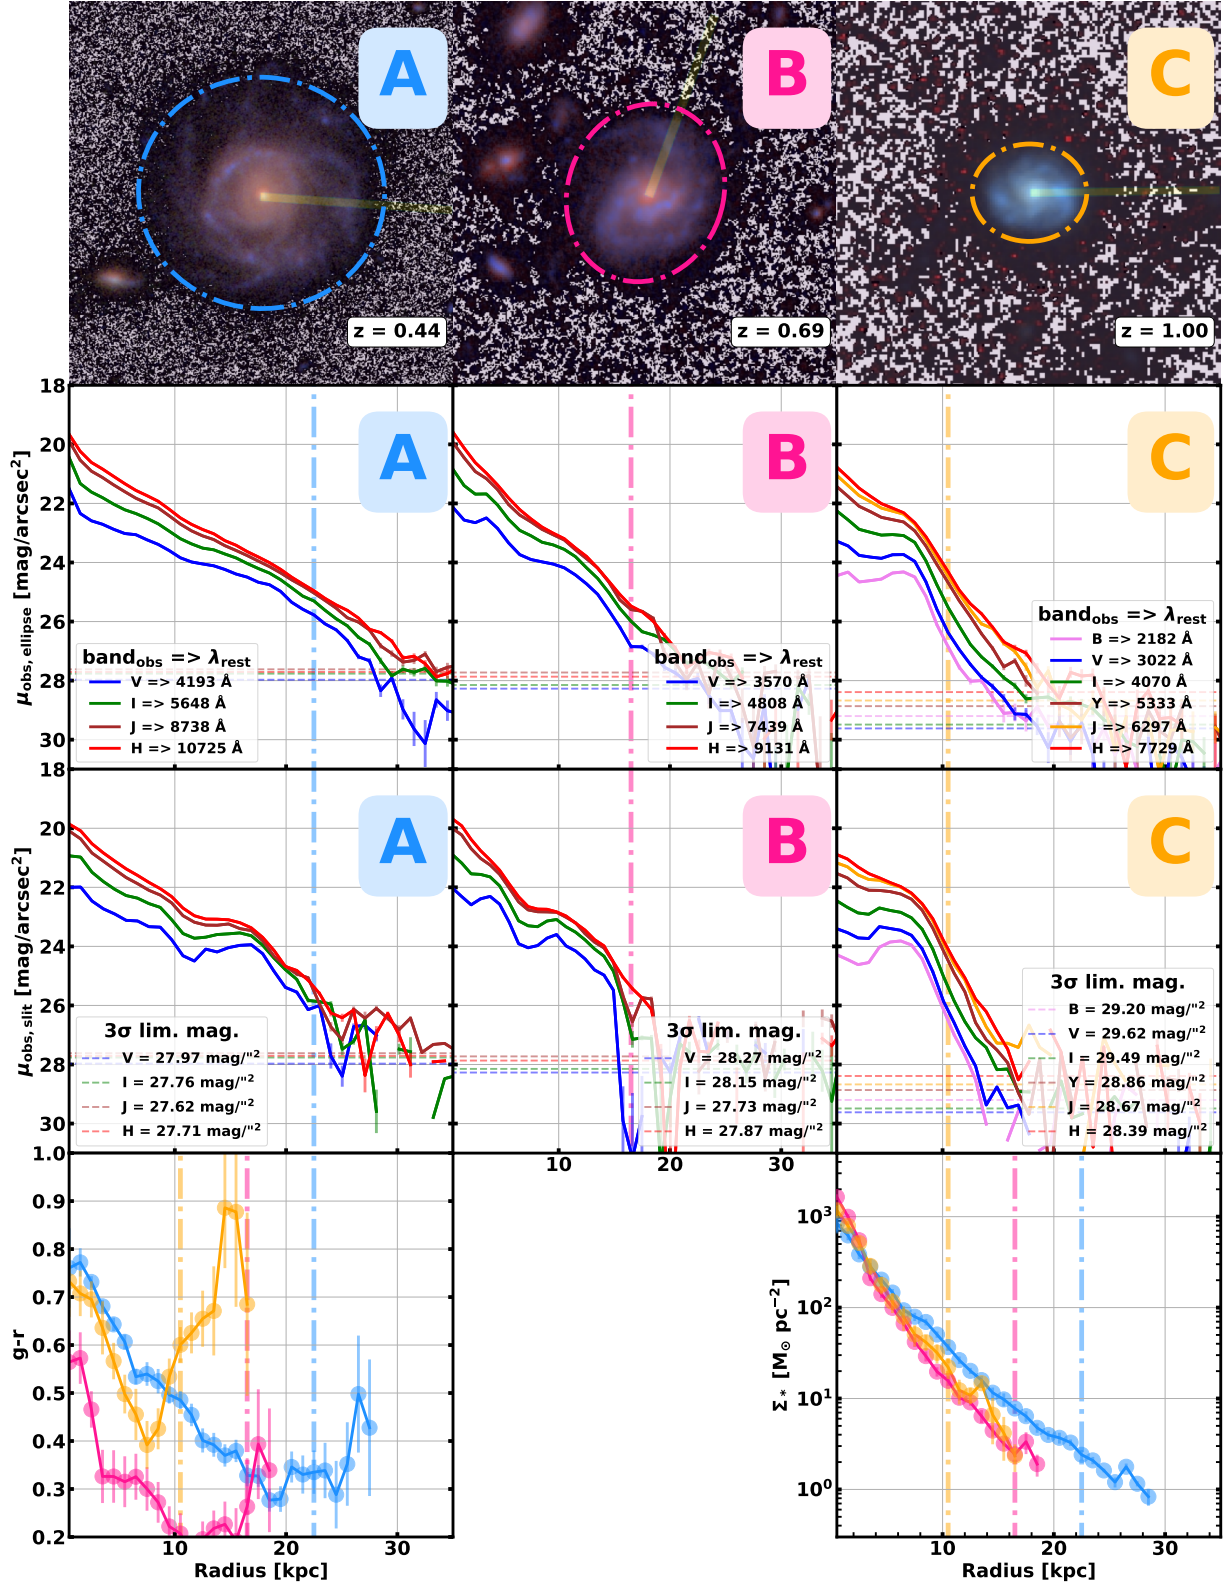 A
B
C
z = 0.44
z = 0.69
z = 1.00
18
20
22
24
26
28
30
μobs, ellipse [mag/arcsec²]
A
B
C
bandobs => λrest
V => 4193 Å
I => 5648 Å
J => 8738 Å
H => 10725 Å
bandobs => λrest
V => 3570 Å
I => 4808 Å
J => 7439 Å
H => 9131 Å
bandobs => λrest
B => 2182 Å
V => 3022 Å
I => 4070 Å
Y => 5333 Å
J => 6297 Å
H => 7729 Å
18
20
22
24
26
28
30
μobs, slit [mag/arcsec²]
A
B
C
3σ lim. mag.
V = 27.97 mag/"²
I = 27.76 mag/"²
J = 27.62 mag/"²
H = 27.71 mag/"²
3σ lim. mag.
V = 28.27 mag/"²
I = 28.15 mag/"²
J = 27.73 mag/"²
H = 27.87 mag/"²
3σ lim. mag.
B = 29.20 mag/"²
V = 29.62 mag/"²
I = 29.49 mag/"²
Y = 28.86 mag/"²
J = 28.67 mag/"²
H = 28.39 mag/"²
10 20 30
1.0
0.9
0.8
0.7
0.6
0.5
0.4
0.3
0.2
g-r
10 20 30
Radius [kpc]
10³
10²
10¹
10⁰
Σ* [M⊙ pc⁻²]
10 20 30
Radius [kpc]